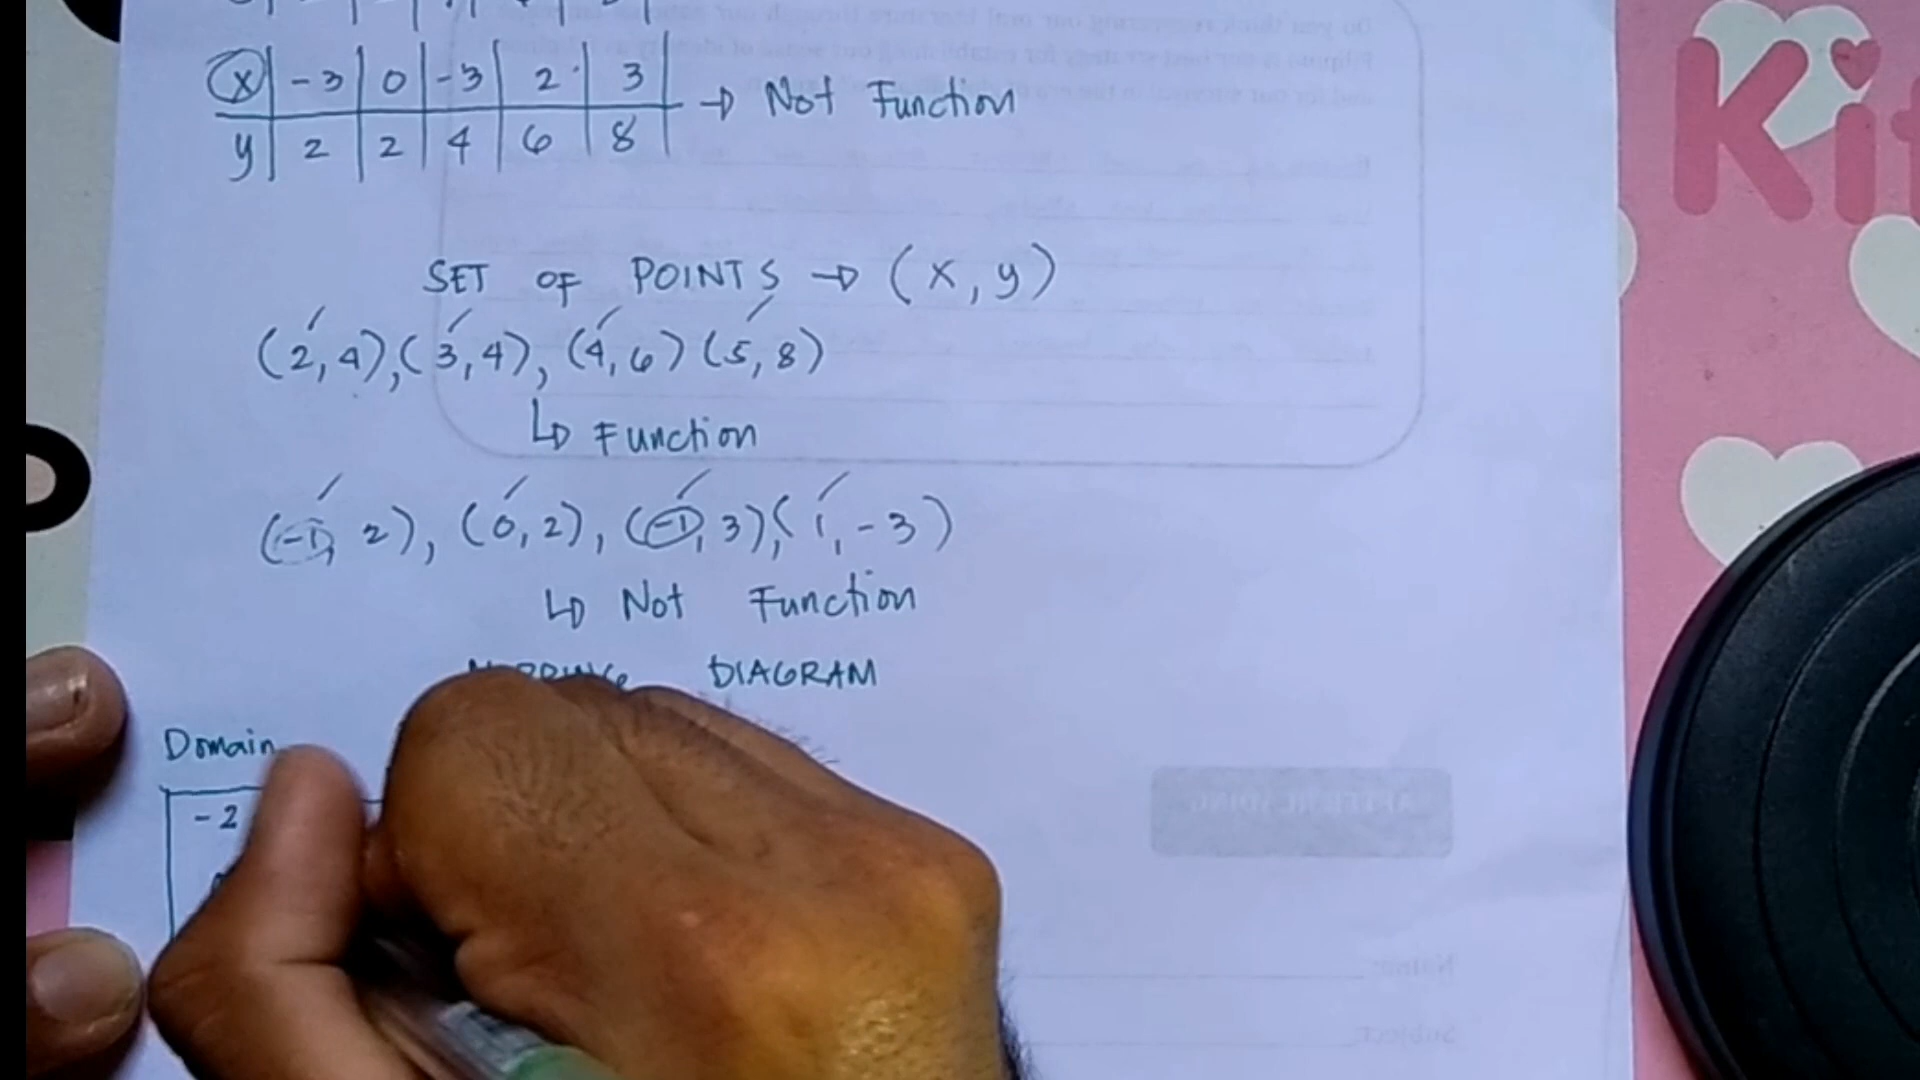 x -3 0 -3 2 3 → Not Function
y 2 2 4 6 8
SET OF POINTS → (x, y)
(2, 4), (3, 4), (4, 6) (5, 8)
↳ Function
(-1, 2), (0, 2), (-1, 3), (1, -3)
↳ Not Function
DIAGRAM
Domain
-2